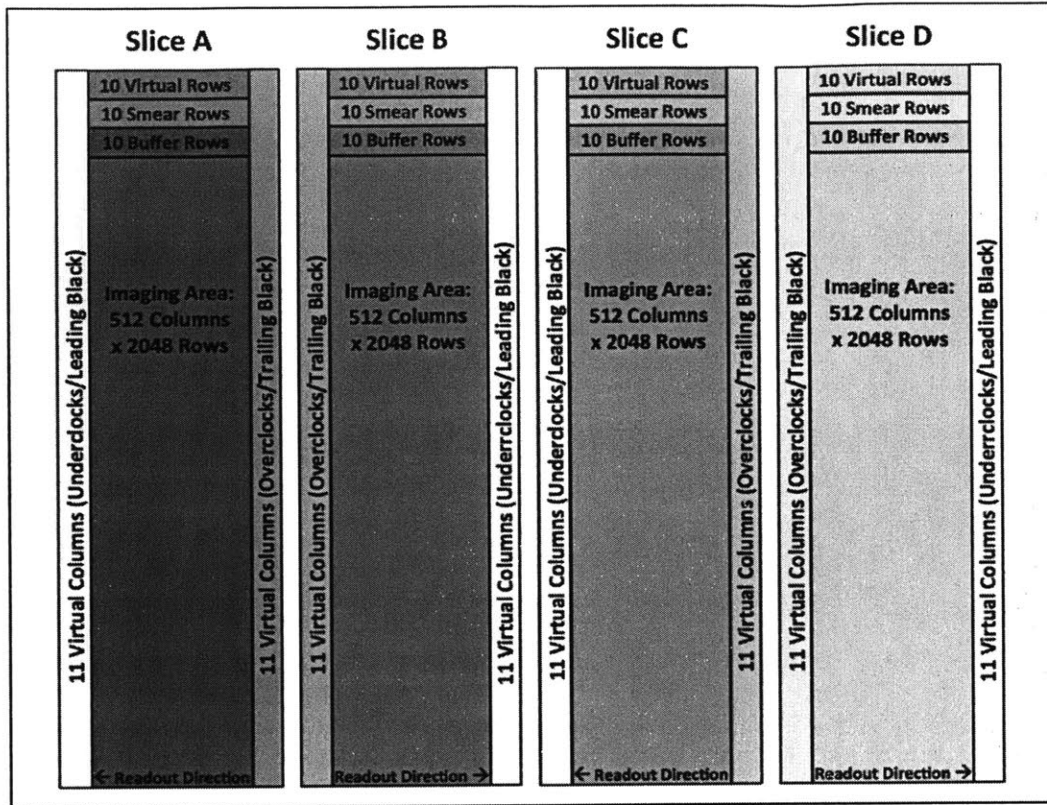 Slice A
11 Virtual Columns (Underclocks/Leading Black)
10 Virtual Rows
10 Smear Rows
10 Buffer Rows
Imaging Area:
512 Columns
x 2048 Rows
← Readout Direction
11 Virtual Columns (Overclocks/Trailing Black)
Slice B
11 Virtual Columns (Overclocks/Trailing Black)
10 Virtual Rows
10 Smear Rows
10 Buffer Rows
Imaging Area:
512 Columns
x 2048 Rows
Readout Direction →
11 Virtual Columns (Underrclocks/Leading Black)
Slice C
11 Virtual Columns (Underclocks/Leading Black)
10 Virtual Rows
10 Smear Rows
10 Buffer Rows
Imaging Area:
512 Columns
x 2048 Rows
← Readout Direction
11 Virtual Columns (Overclocks/Trailing Black)
Slice D
11 Virtual Columns (Overclocks/Trailing Black)
10 Virtual Rows
10 Smear Rows
10 Buffer Rows
Imaging Area:
512 Columns
x 2048 Rows
Readout Direction →
11 Virtual Columns (Underrclocks/Leading Black)